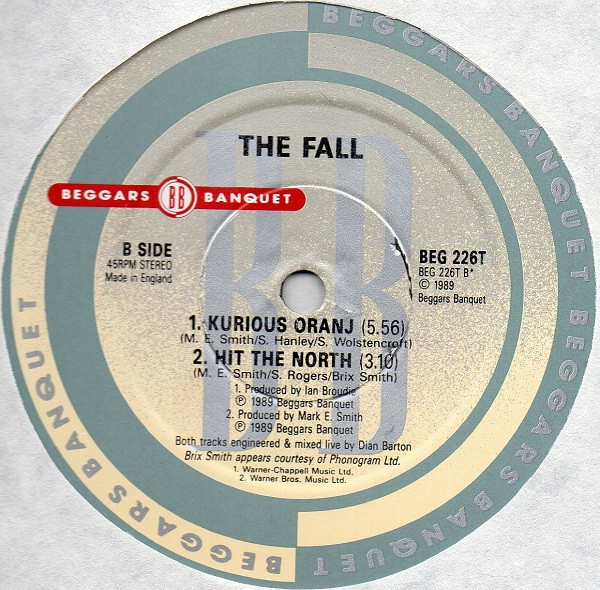 BEGGARS BANQUET BEGGARS BANQUET BEGGARS BANQUET BEGGARS BANQUET
THE FALL
BEGGARS BB BANQUET
B SIDE
45RPM STEREO
Made in England
BEG 226T
BEG 226T B*
© 1989
Beggars Banquet
1. KURIOUS ORANJ (5.56)
(M. E. Smith/S. Hanley/S. Wolstencroft)
2. HIT THE NORTH (3.10)
(M. E. Smith/S. Rogers/Brix Smith)
1. Produced by Ian Broudie
℗ 1989 Beggars Banquet
2. Produced by Mark E. Smith
℗ 1989 Beggars Banquet
Both tracks engineered & mixed live by Dian Barton
Brix Smith appears courtesy of Phonogram Ltd.
1. Warner-Chappell Music Ltd.
2. Warner Bros. Music Ltd.